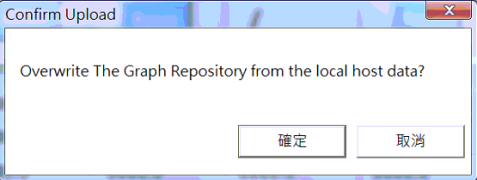 Confirm Upload
Overwrite The Graph Repository from the local host data?
確定 取消